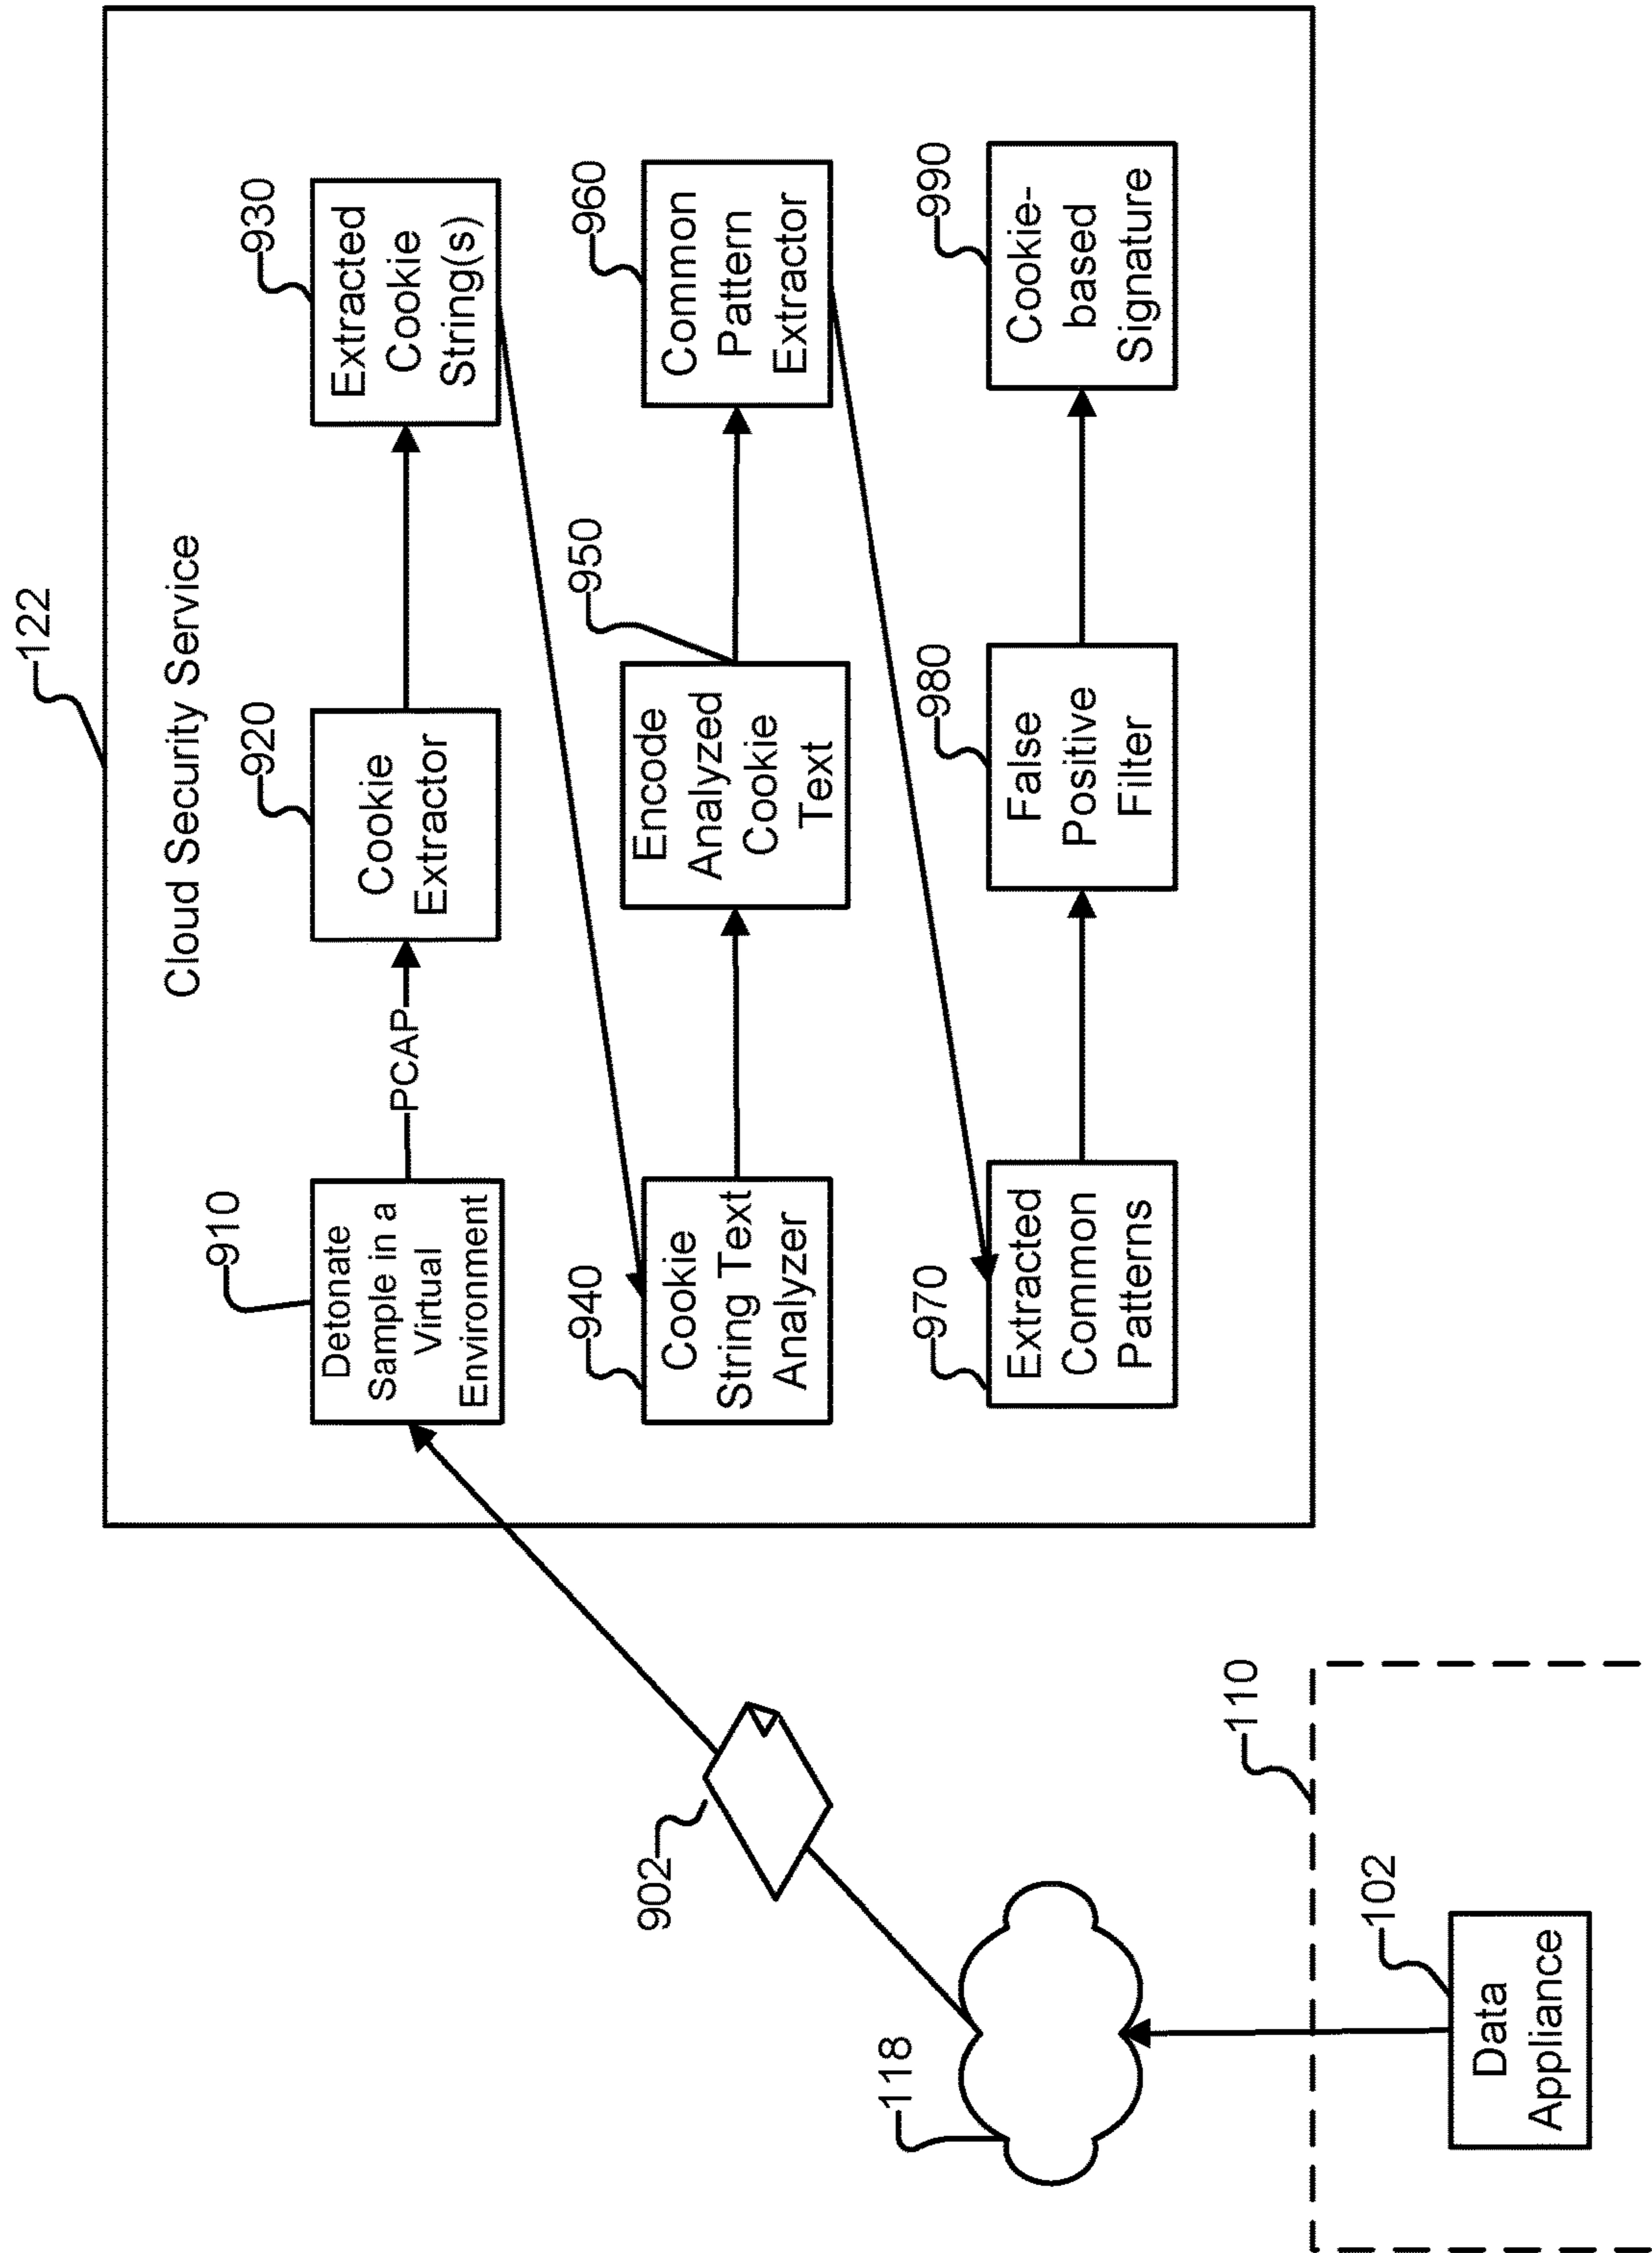 122
Cloud Security Service
910
Detonate
Sample in a
Virtual
Environment
PCAP
920
Cookie
Extractor
930
Extracted
Cookie
String(s)
940
Cookie
String Text
Analyzer
950
Encode
Analyzed
Cookie
Text
960
Common
Pattern
Extractor
970
Extracted
Common
Patterns
980
False
Positive
Filter
990
Cookie-
based
Signature
902
118
110
102
Data
Appliance